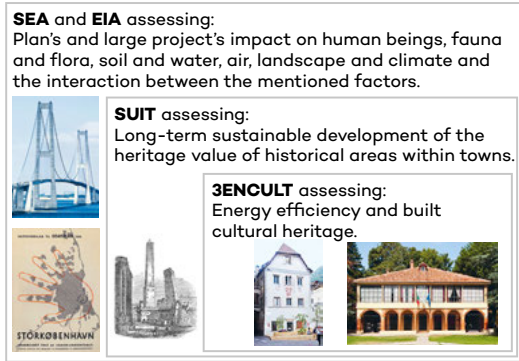 SEA and EIA assessing:
Plan's and large project's impact on human beings, fauna
and flora, soil and water, air, landscape and climate and
the interaction between the mentioned factors.
SUIT assessing:
Long-term sustainable development of the
heritage value of historical areas within towns.
3ENCULT assessing:
Energy efficiency and built
cultural heritage.
STÓRKØBENHAVN